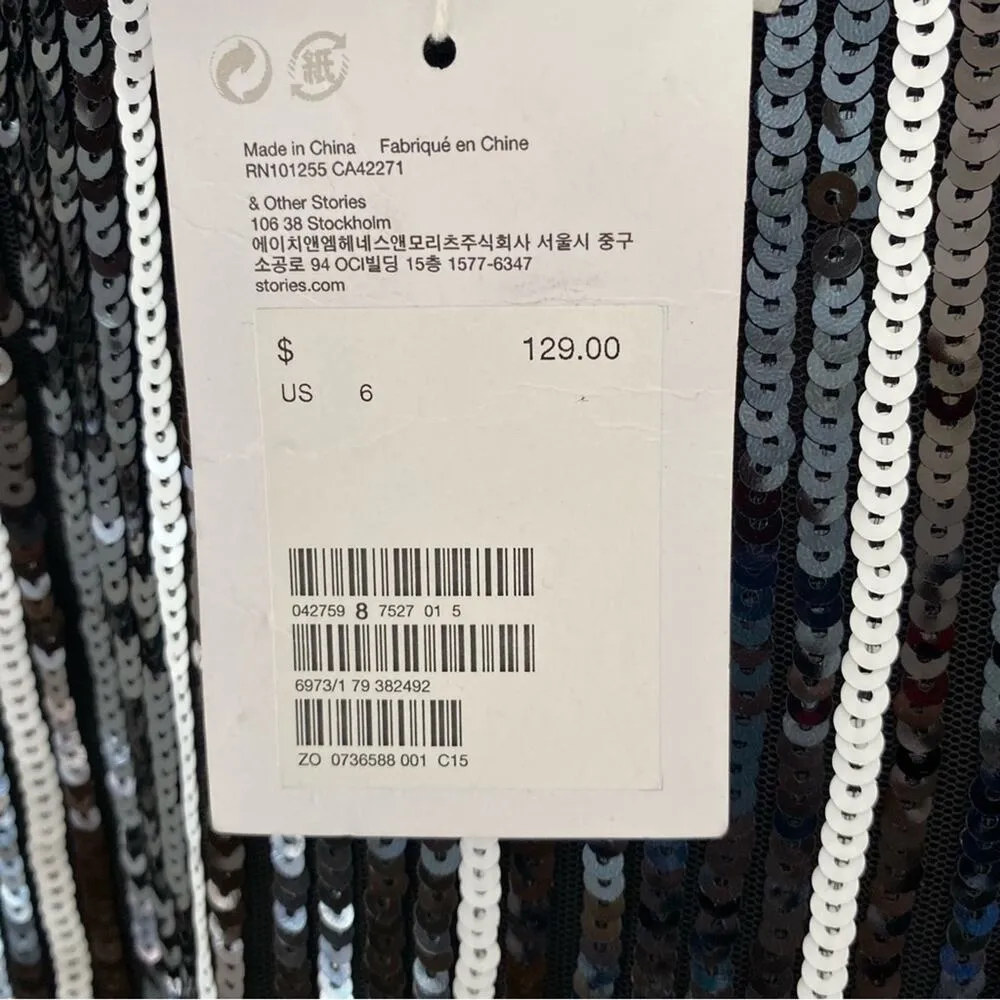 紙
Made in China Fabriqué en Chine
RN101255 CA42271
& Other Stories
106 38 Stockholm
에이치앤엠헤네스앤모리츠주식회사 서울시 중구
소공로 94 OCI빌딩 15층 1577-6347
stories.com
$ 129.00
US 6
042759 8 7527 01 5
6973/1 79 382492
ZO 0736588 001 C15